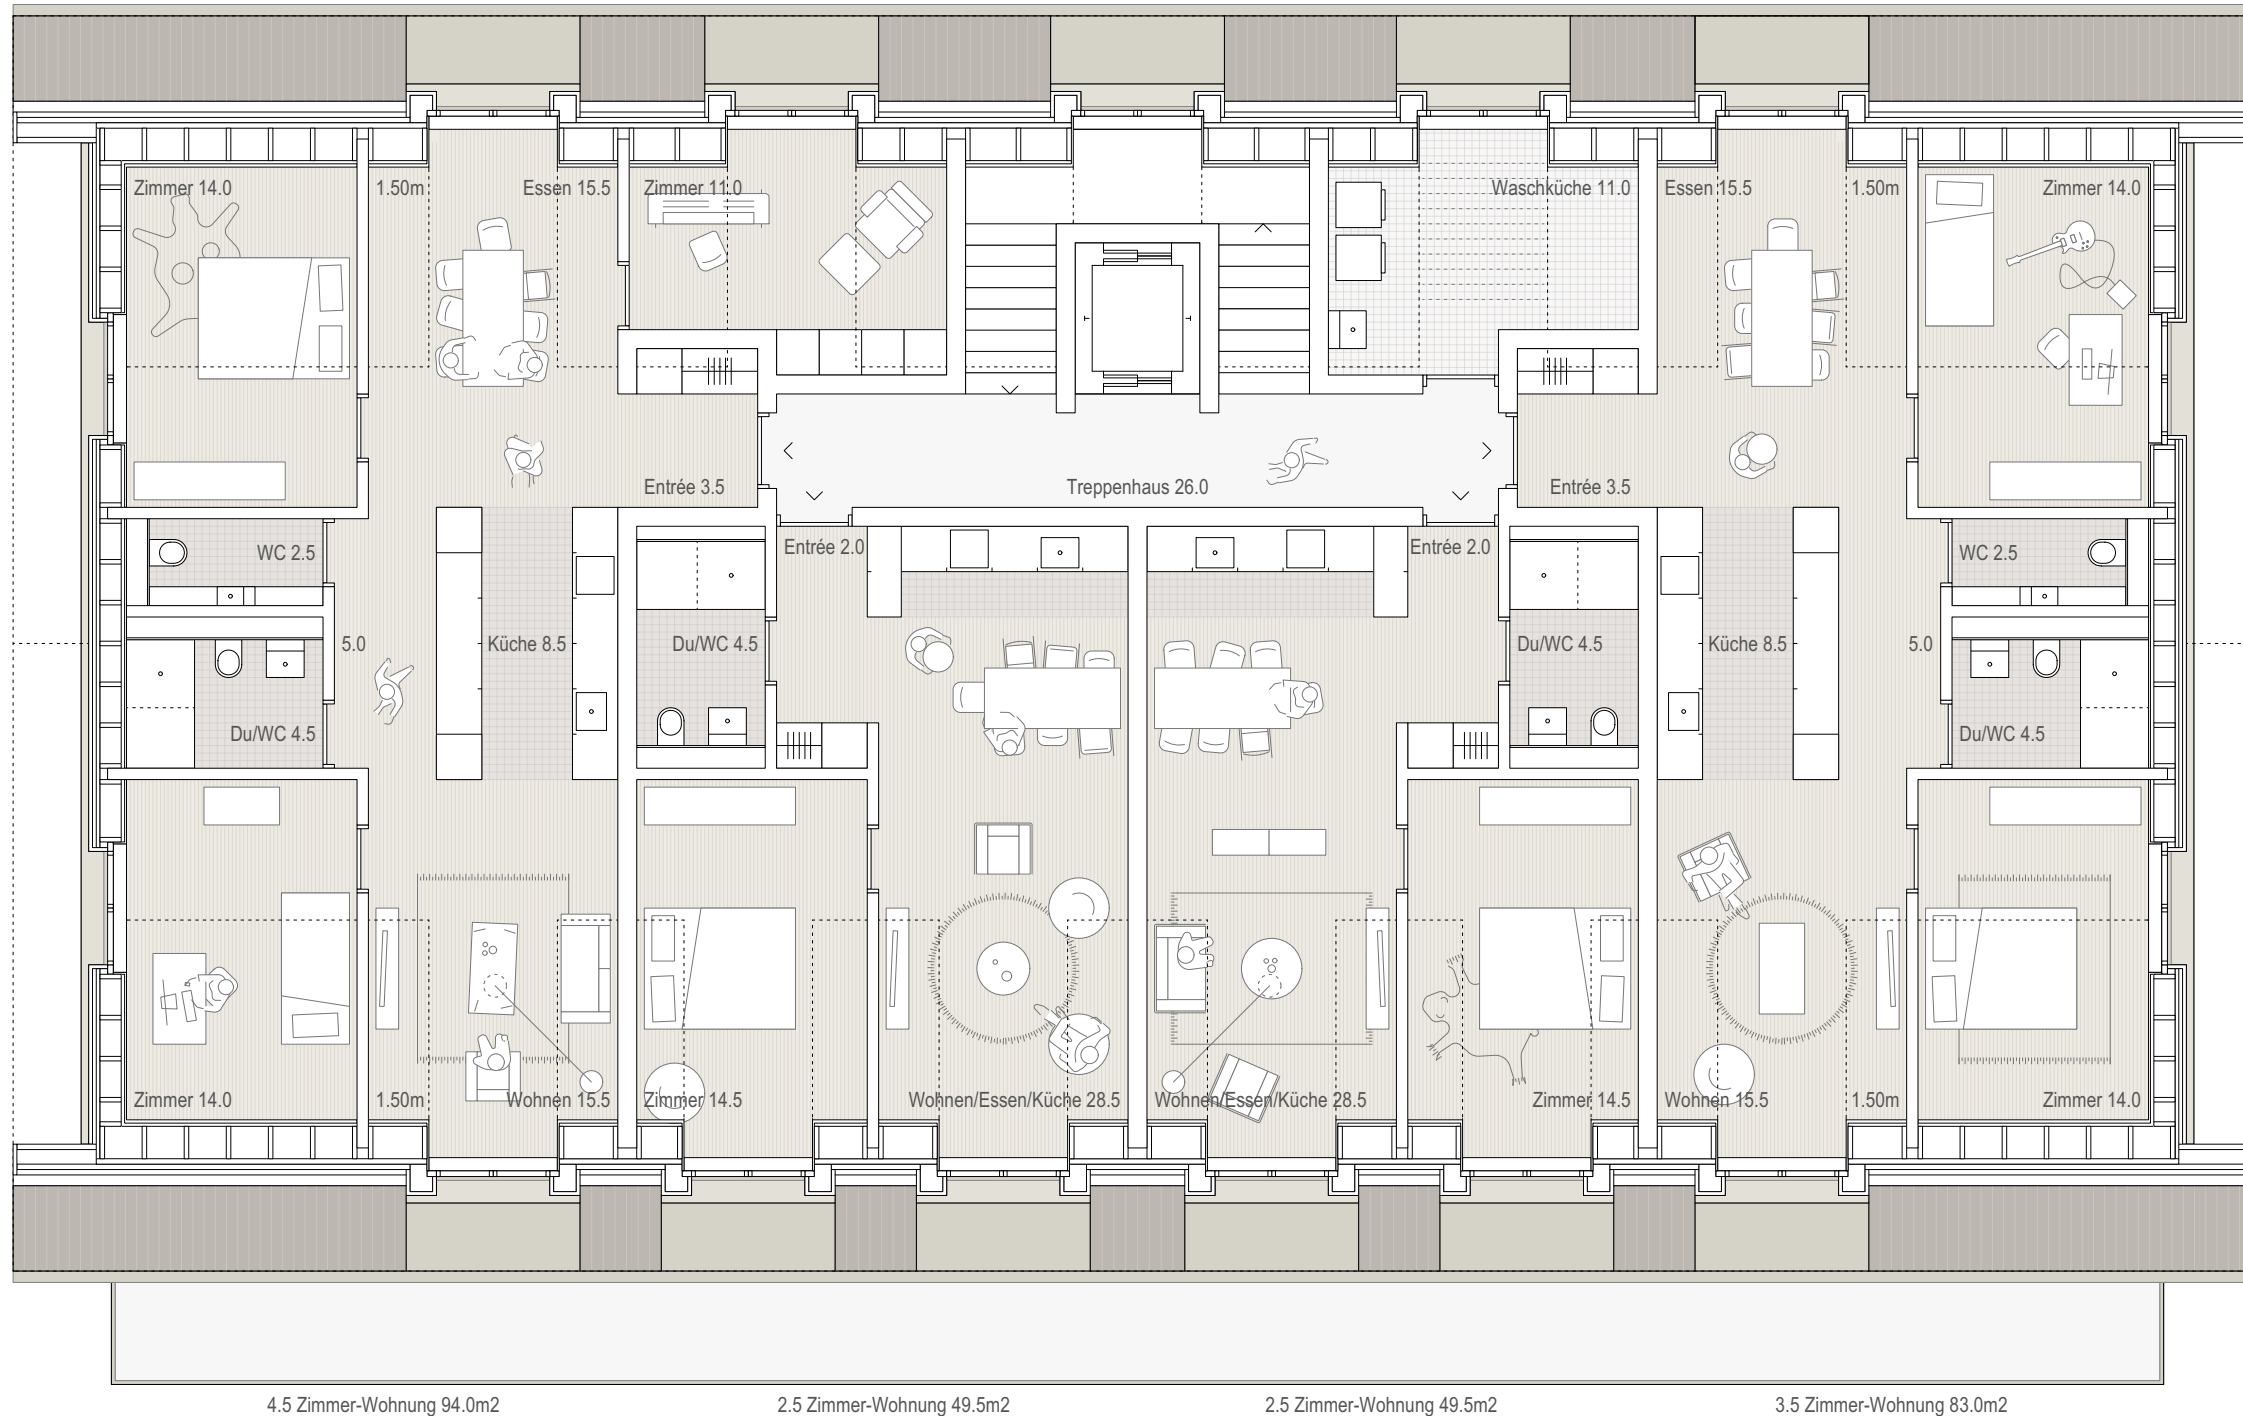 Zimmer 14.0
1.50m
Essen 15.5
Zimmer 11.0
Waschküche 11.0
Essen 15.5
1.50m
Zimmer 14.0
Entrée 3.5
Treppenhaus 26.0
Entrée 3.5
WC 2.5
Entrée 2.0
Entrée 2.0
WC 2.5
5.0
Küche 8.5
Du/WC 4.5
Du/WC 4.5
Küche 8.5
5.0
Du/WC 4.5
Du/WC 4.5
Zimmer 14.0
1.50m
Wohnen 15.5
Zimmer 14.5
Wohnen/Essen/Küche 28.5
Wohnen/Essen/Küche 28.5
Zimmer 14.5
Wohnen 15.5
1.50m
Zimmer 14.0
4.5 Zimmer-Wohnung 94.0m2
2.5 Zimmer-Wohnung 49.5m2
2.5 Zimmer-Wohnung 49.5m2
3.5 Zimmer-Wohnung 83.0m2